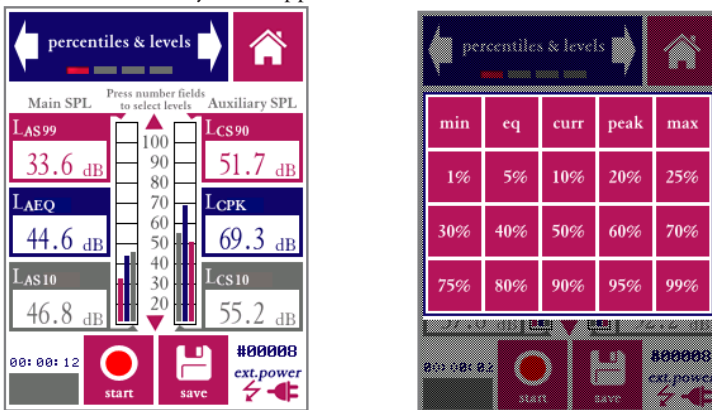 percentiles & levels
Main SPL
Press number fields
to select levels
Auxiliary SPL
LAS99
33.6 dB
LCS90
51.7 dB
LAEQ
44.6 dB
LCPK
69.3 dB
LAS10
46.8 dB
LCS10
55.2 dB
100
90
80
70
60
50
40
30
20
00:00:12
start
save
#00008
ext.power
percentiles & levels
min eq curr peak max
1% 5% 10% 20% 25%
30% 40% 50% 60% 70%
75% 80% 90% 95% 99%
dB
dB
start
save
#00008
ext.power